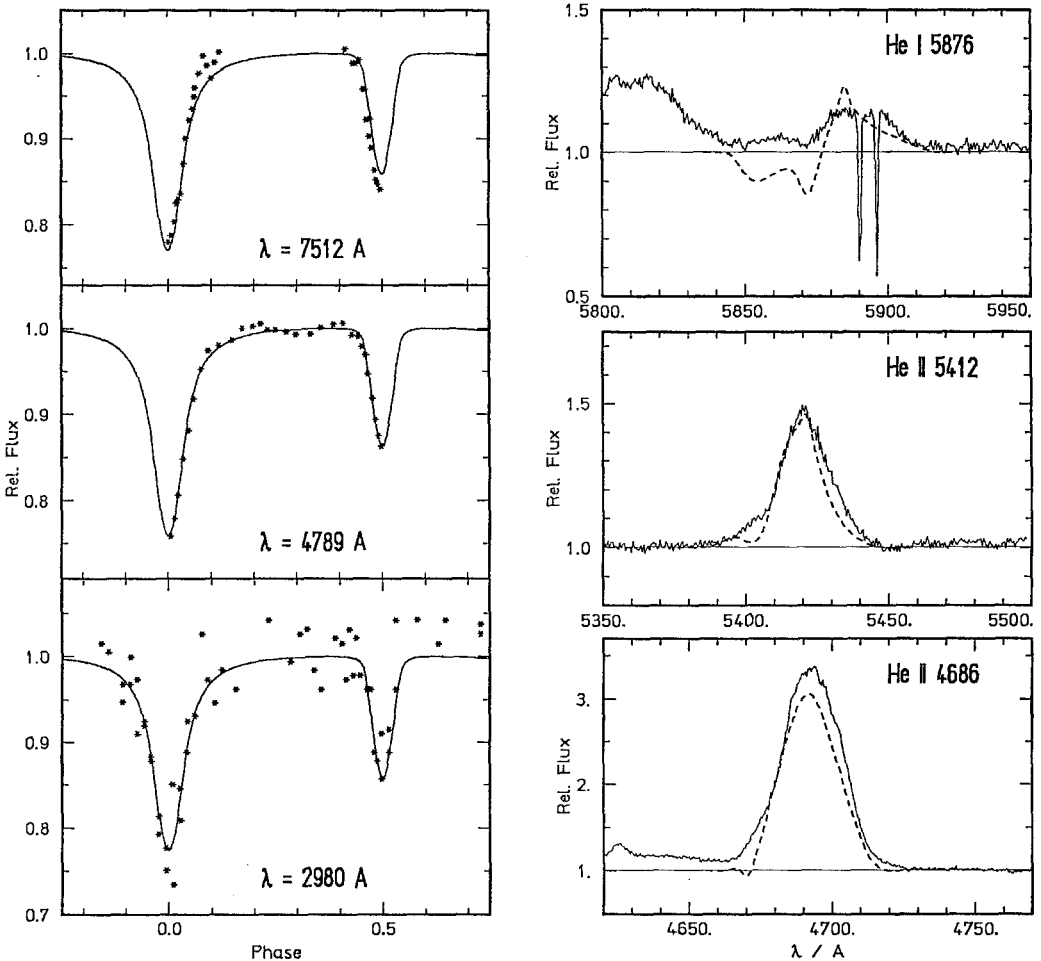 1.0
0.9
0.8
λ = 7512 A
1.0
0.9
0.8
Rel. Flux
λ = 4789 A
1.0
0.9
0.8
0.7
λ = 2980 A
0.0
0.5
Phase
1.5
1.0
0.5
Rel. Flux
He I 5876
5800.
5850.
5900.
5950.
1.5
1.0
Rel. Flux
He II 5412
5350.
5400.
5450.
5500.
3.
2.
1.
Rel. Flux
He II 4686
4650.
4700.
4750.
λ / A